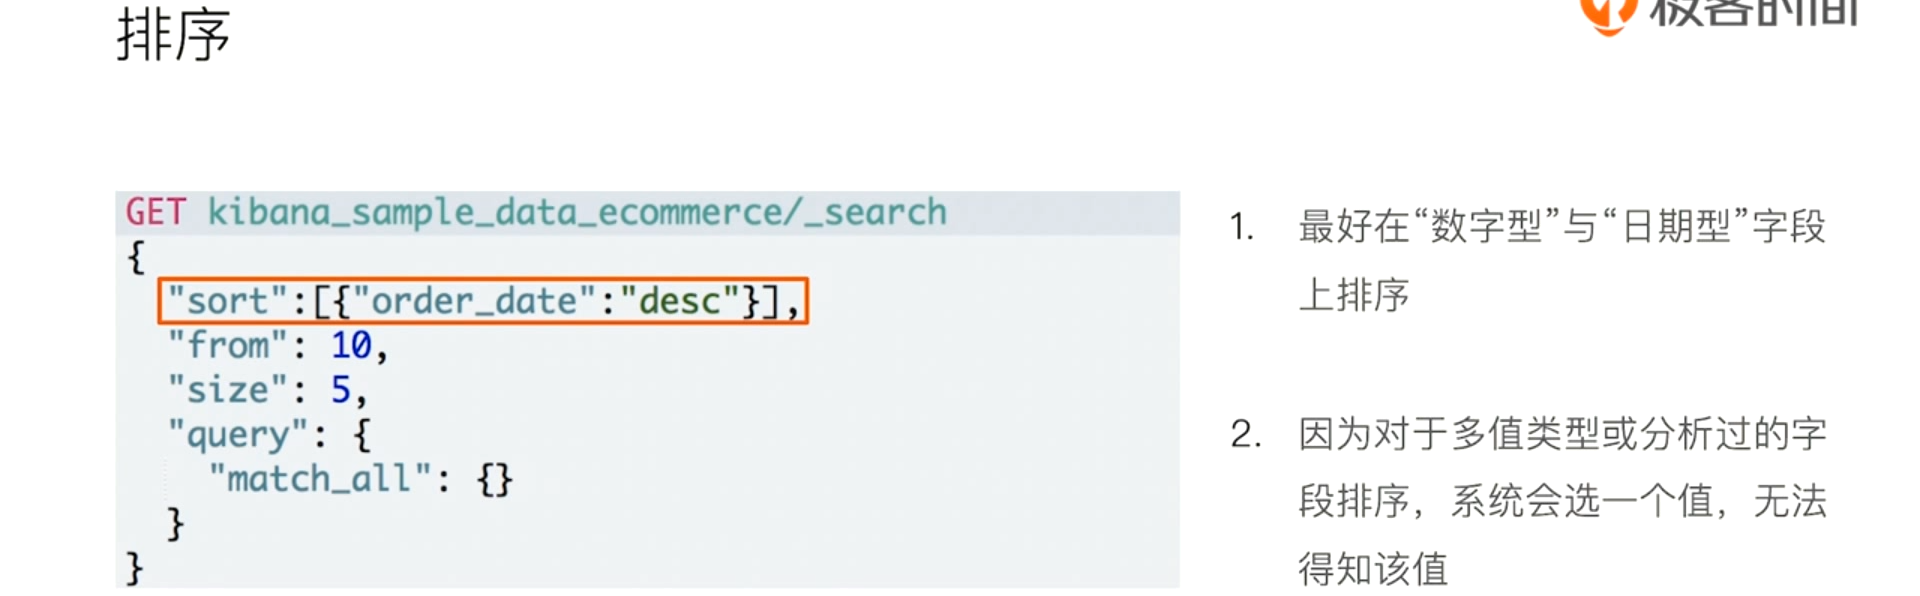 排序
极客时间
GET kibana_sample_data_ecommerce/_search
{
"sort":[{"order_date":"desc"}],
"from": 10,
"size": 5,
"query": {
"match_all": {}
}
}
1. 最好在“数字型”与“日期型”字段
上排序
2. 因为对于多值类型或分析过的字
段排序，系统会选一个值，无法
得知该值